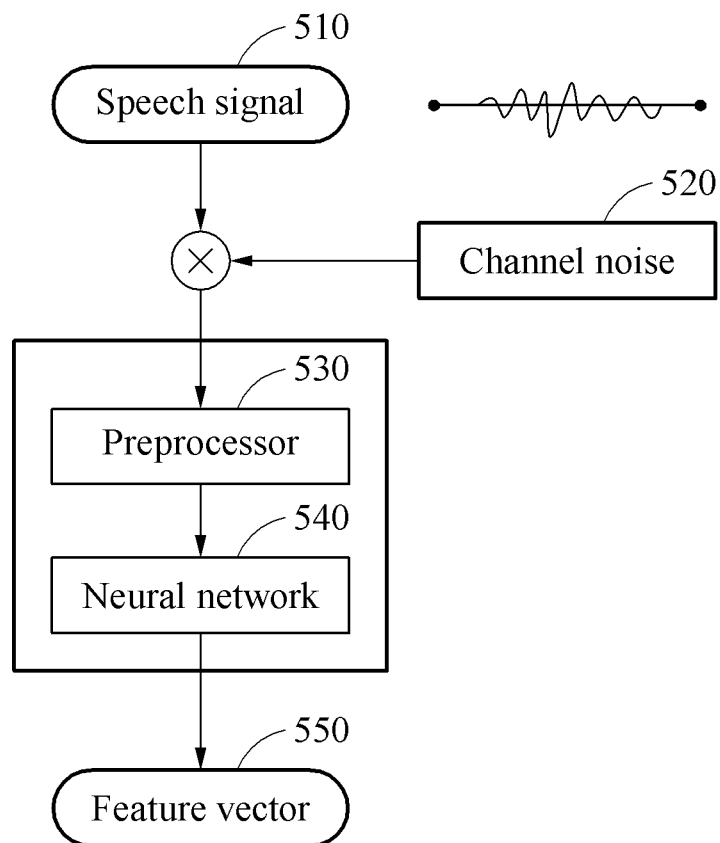 510
Speech signal
520
Channel noise
530
Preprocessor
540
Neural network
550
Feature vector